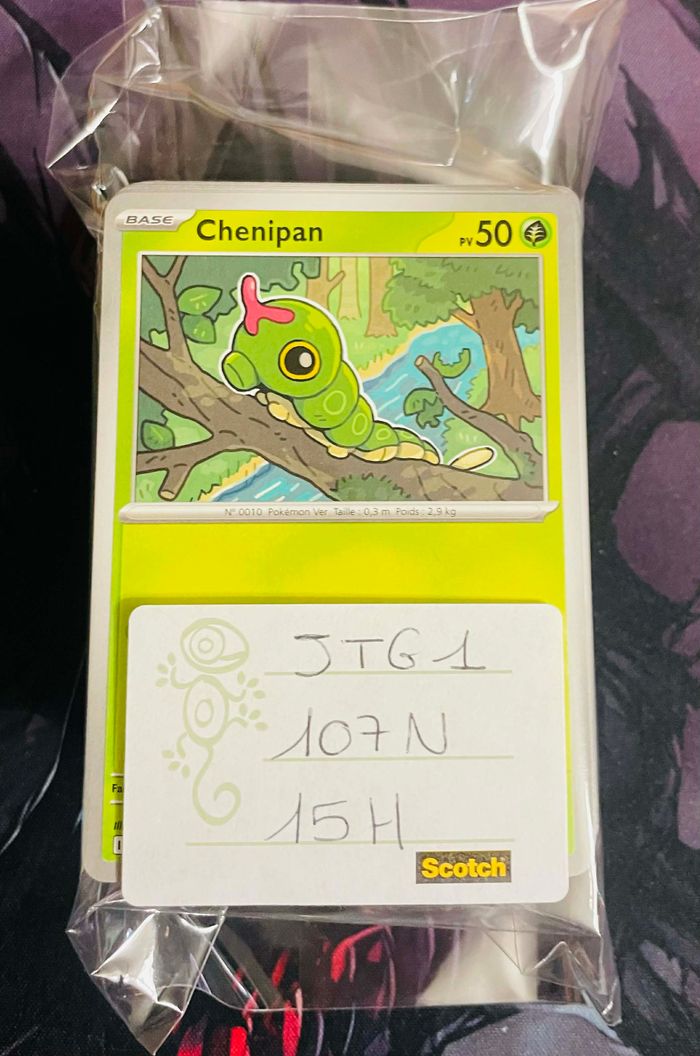 BASE Chenipan PV 50
N° 0010 Pokémon Ver Taille : 0,3 m Poids : 2,9 kg
JTG 1
107 N
15 H
Scotch
Fa
I